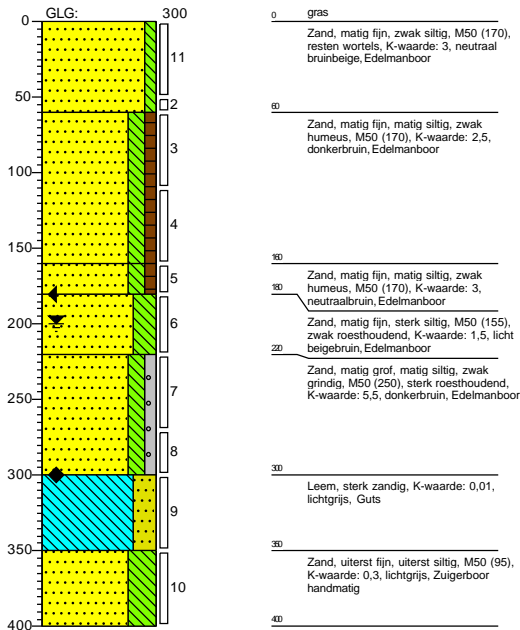 GLG: 300
0
50
100
150
200
250
300
350
400
11
2
3
4
5
6
7
8
9
10
0 gras
Zand, matig fijn, zwak siltig, M50 (170),
resten wortels, K-waarde: 3, neutraal
bruinbeige, Edelmanboor
60
Zand, matig fijn, matig siltig, zwak
humeus, M50 (170), K-waarde: 2,5,
donkerbruin, Edelmanboor
160
Zand, matig fijn, matig siltig, zwak
humeus, M50 (170), K-waarde: 3,
neutraalbruin, Edelmanboor
180
Zand, matig fijn, sterk siltig, M50 (155),
zwak roesthoudend, K-waarde: 1,5, licht
beigebruin, Edelmanboor
220
Zand, matig grof, matig siltig, zwak
grindig, M50 (250), sterk roesthoudend,
K-waarde: 5,5, donkerbruin, Edelmanboor
300
Leem, sterk zandig, K-waarde: 0,01,
lichtgrijs, Guts
350
Zand, uiterst fijn, uiterst siltig, M50 (95),
K-waarde: 0,3, lichtgrijs, Zuigerboor
handmatig
400